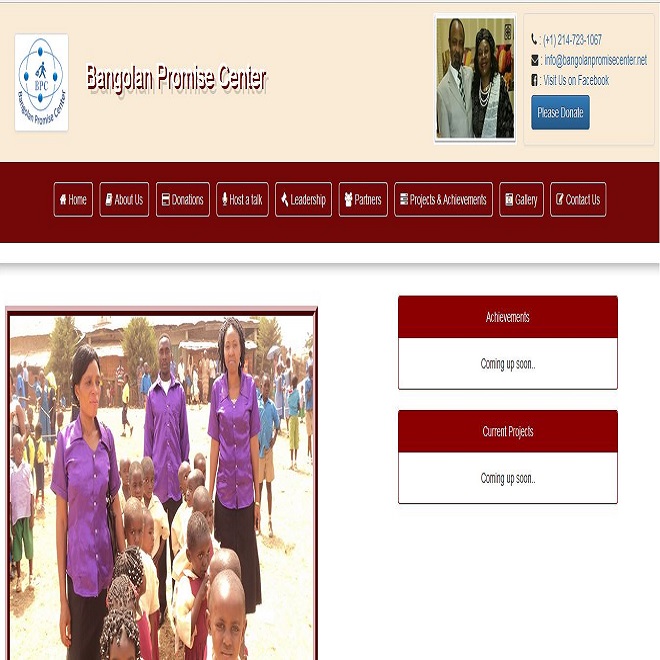 BPC
Bangolan Promise Center
Bangolan Promise Center
: (+1) 214-723-1067
: info@bangolanpromisecenter.net
: Visit Us on Facebook
Please Donate
Home
About Us
Donations
Host a talk
Leadership
Partners
Projects & Achievements
Gallery
Contact Us
Achievements
Coming up soon..
Current Projects
Coming up soon..